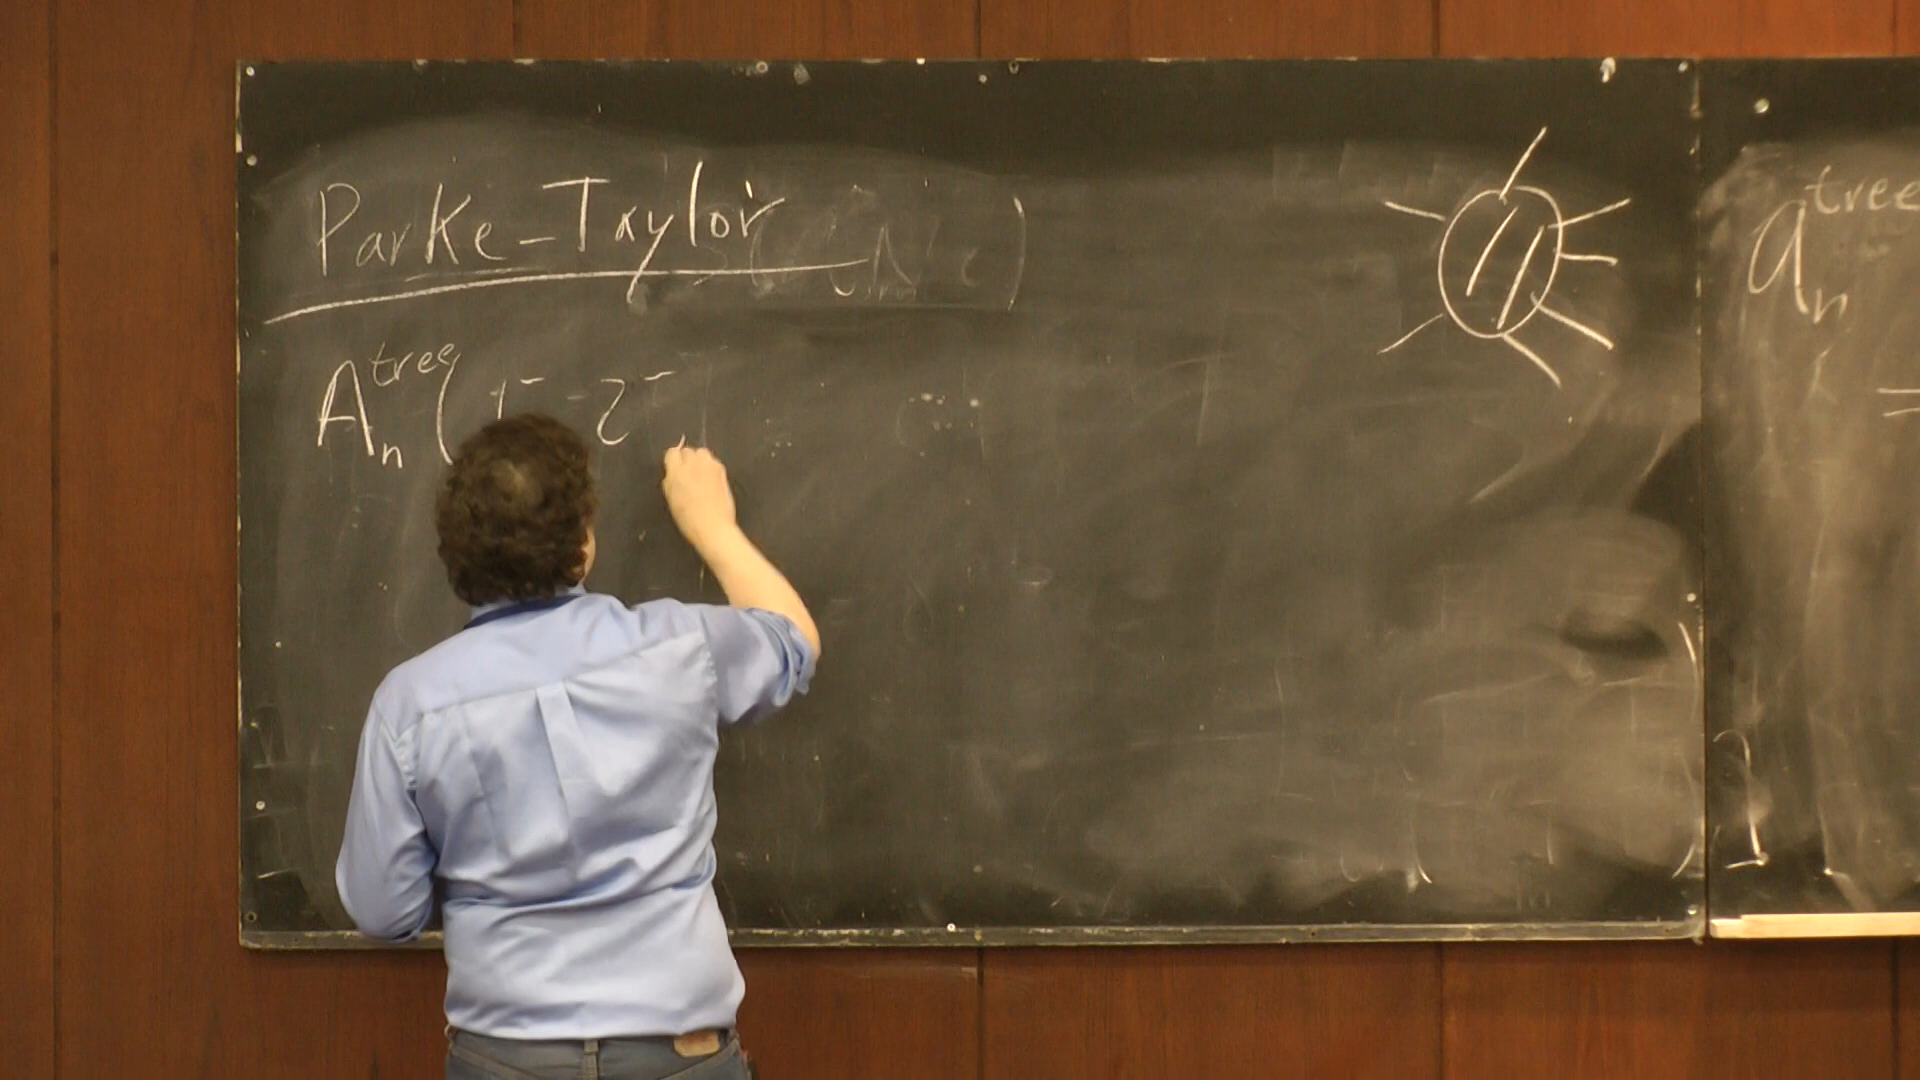 Parke-Taylor
A_n^tree ( 1^- 2^-
a_n^tree
=